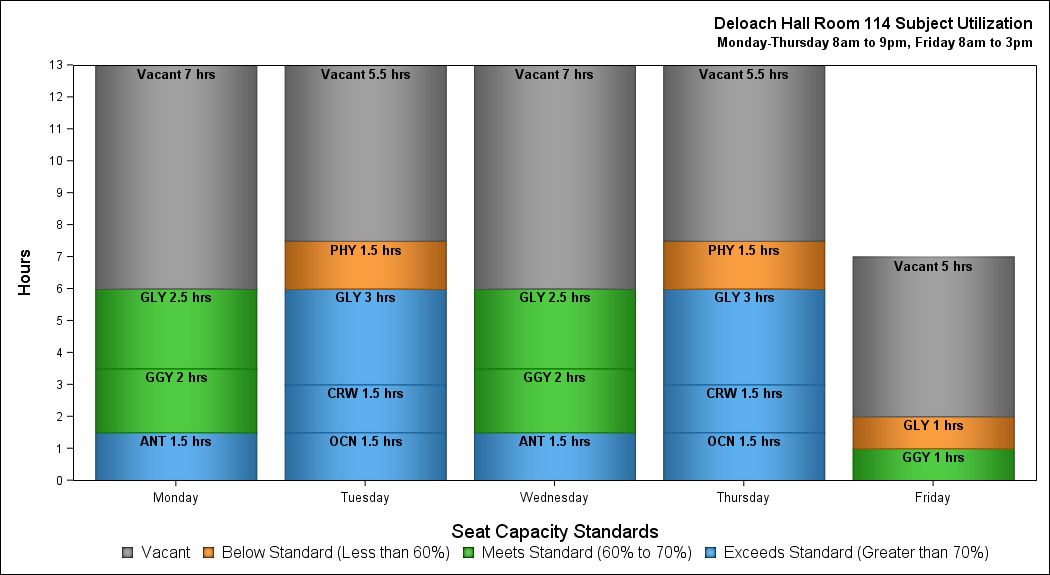 Deloach Hall Room 114 Subject Utilization
Monday-Thursday 8am to 9pm, Friday 8am to 3pm
Hours
13
12
11
10
9
8
7
6
5
4
3
2
1
0
Vacant 7 hrs
GLY 2.5 hrs
GGY 2 hrs
ANT 1.5 hrs
Vacant 5.5 hrs
PHY 1.5 hrs
GLY 3 hrs
CRW 1.5 hrs
OCN 1.5 hrs
Vacant 7 hrs
GLY 2.5 hrs
GGY 2 hrs
ANT 1.5 hrs
Vacant 5.5 hrs
PHY 1.5 hrs
GLY 3 hrs
CRW 1.5 hrs
OCN 1.5 hrs
Vacant 5 hrs
GLY 1 hrs
GGY 1 hrs
Monday Tuesday Wednesday Thursday Friday
Seat Capacity Standards
Vacant Below Standard (Less than 60%) Meets Standard (60% to 70%) Exceeds Standard (Greater than 70%)